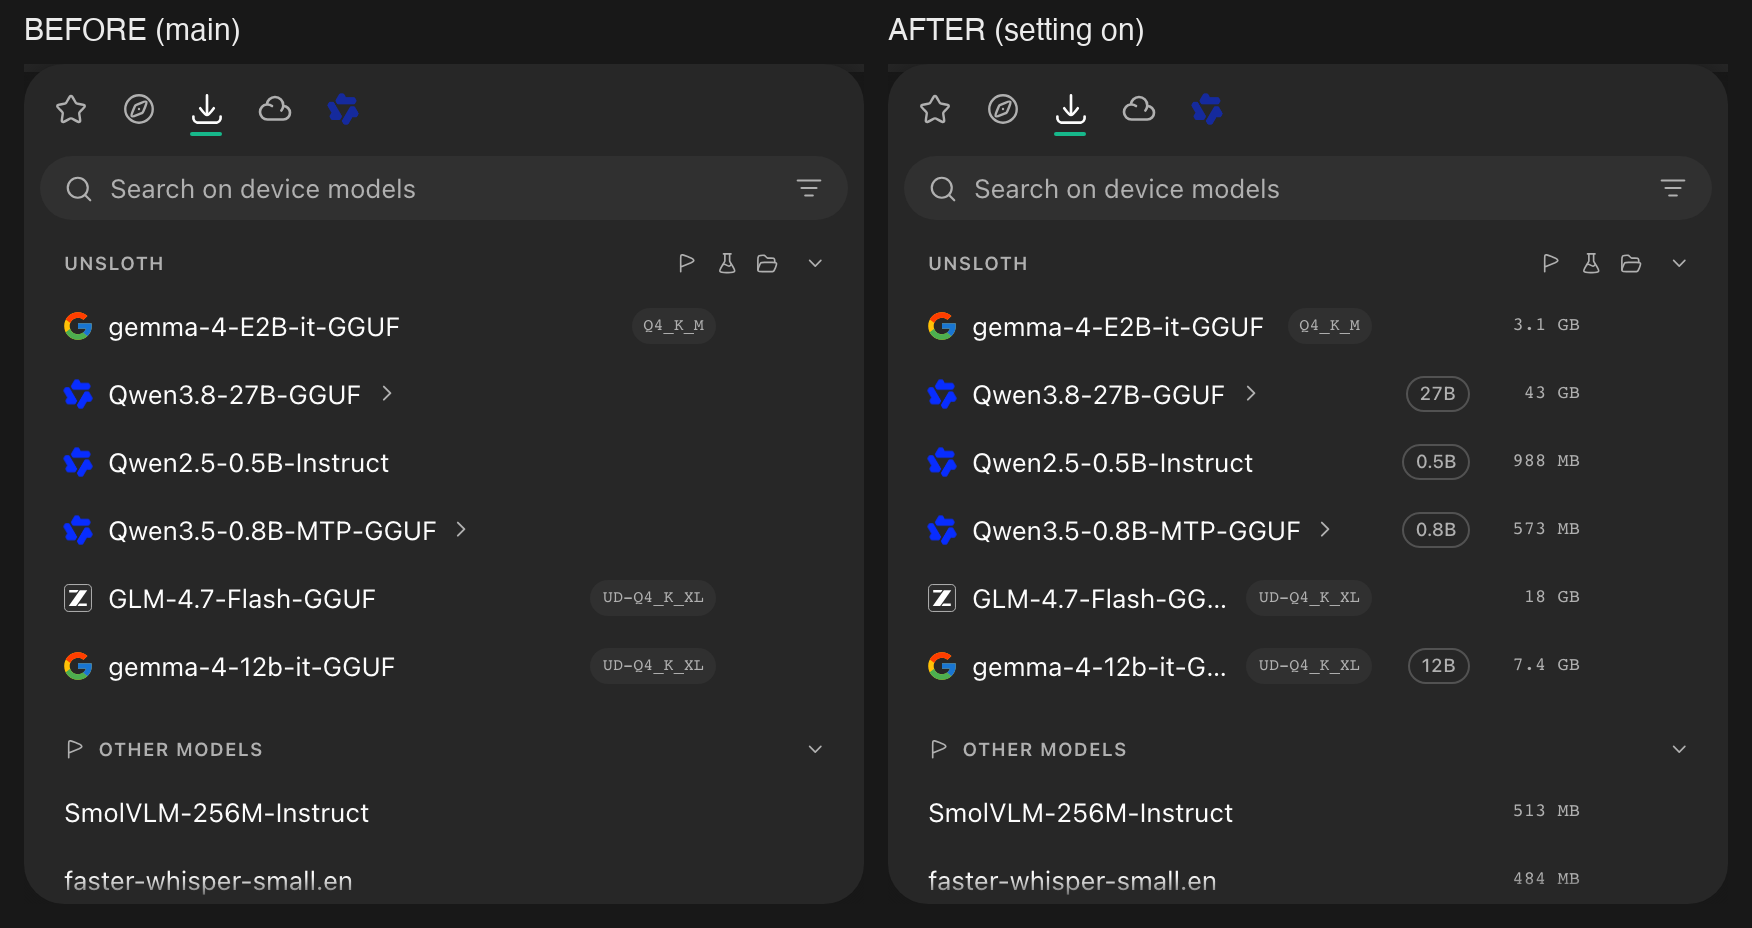 BEFORE (main)
Search on device models
UNSLOTH
gemma-4-E2B-it-GGUF Q4_K_M
Qwen3.8-27B-GGUF
Qwen2.5-0.5B-Instruct
Qwen3.5-0.8B-MTP-GGUF
GLM-4.7-Flash-GGUF UD-Q4_K_XL
gemma-4-12b-it-GGUF UD-Q4_K_XL
OTHER MODELS
SmolVLM-256M-Instruct
faster-whisper-small.en
AFTER (setting on)
Search on device models
UNSLOTH
gemma-4-E2B-it-GGUF Q4_K_M 3.1 GB
Qwen3.8-27B-GGUF 27B 43 GB
Qwen2.5-0.5B-Instruct 0.5B 988 MB
Qwen3.5-0.8B-MTP-GGUF 0.8B 573 MB
GLM-4.7-Flash-GG... UD-Q4_K_XL 18 GB
gemma-4-12b-it-G... UD-Q4_K_XL 12B 7.4 GB
OTHER MODELS
SmolVLM-256M-Instruct 513 MB
faster-whisper-small.en 484 MB